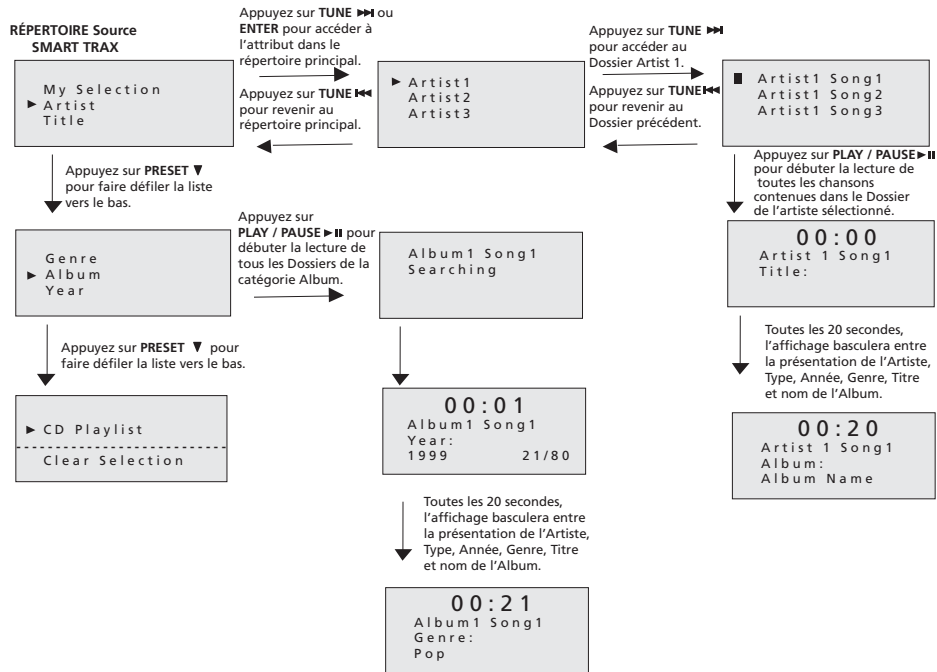 RÉPERTOIRE Source
SMART TRAX
My Selection
► Artist
Title
Appuyez sur TUNE ►►I ou
ENTER pour accéder à
l'attribut dans le
répertoire principal.
Appuyez sur TUNE I◄◄
pour revenir au
répertoire principal.
► Artist1
Artist2
Artist3
Appuyez sur TUNE ►►I
pour accéder au
Dossier Artist 1.
Appuyez sur TUNE I◄◄
pour revenir au
Dossier précédent.
Artist1 Song1
Artist1 Song2
Artist1 Song3
Appuyez sur PRESET ▼
pour faire défiler la liste
vers le bas.
Genre
► Album
Year
Appuyez sur
PLAY / PAUSE ►II pour
débuter la lecture de
tous les Dossiers de la
catégorie Album.
Album1 Song1
Searching
Appuyez sur PLAY / PAUSE ►II
pour débuter la lecture de
toutes les chansons
contenues dans le Dossier
de l'artiste sélectionné.
00:00
Artist 1 Song1
Title:
Appuyez sur PRESET ▼ pour
faire défiler la liste vers le bas.
► CD Playlist
Clear Selection
00:01
Album1 Song1
Year:
1999 21/80
Toutes les 20 secondes,
l'affichage basculera entre
la présentation de l'Artiste,
Type, Année, Genre, Titre
et nom de l'Album.
00:20
Artist 1 Song1
Album:
Album Name
Toutes les 20 secondes,
l'affichage basculera entre
la présentation de l'Artiste,
Type, Année, Genre, Titre
et nom de l'Album.
00:21
Album1 Song1
Genre:
Pop